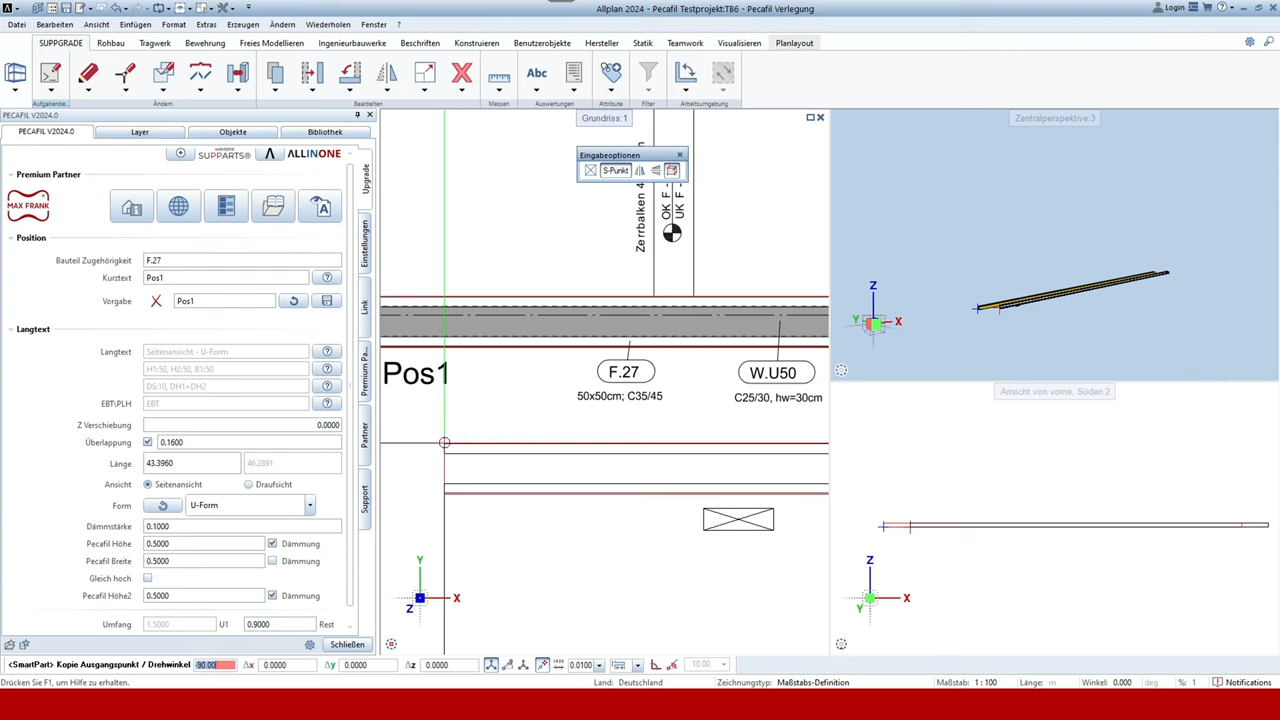 Allplan 2024 - Pecafil Testprojekt:TB6 - Pecafil Verlegung
Login
Datei Bearbeiten Ansicht Einfügen Format Extras Erzeugen Ändern Wiederholen Fenster ?
SUPPGRADE Rohbau Tragwerk Bewehrung Freies Modellieren Ingenieurbauwerke Beschriften Konstruieren Benutzerobjekte Hersteller Statik Teamwork Visualisieren Planlayout
Abc
Aufgabenbe... Ändern Bearbeiten Messen Auswertungen Attribute Filter Arbeitsumgebung
PECAFIL V2024.0
PECAFIL V2024.0 Layer Objekte Bibliothek
weitere SUPPARTS® ALLINONE
Premium Partner
MAX FRANK
Position
Bauteil Zugehörigkeit F.27
Kurztext Pos1
Vorgabe Pos1
Langtext
Langtext Seitenansicht - U-Form
H1:50, H2:50, B1:50
DS:10, DH1+DH2
EBT\PLH EBT
Z Verschiebung 0.0000
Überlappung 0.1600
Länge 43.3960 46.2891
Ansicht Seitenansicht Draufsicht
Form U-Form
Dämmstärke 0.1000
Pecafil Höhe 0.5000 Dämmung
Pecafil Breite 0.5000 Dämmung
Gleich hoch
Pecafil Höhe2 0.5000 Dämmung
Umfang 1.5000 U1 0.9000 Rest
Schließen
Upgrade
Einstellungen
Link
Premium Pa...
Partner
Support
Grundriss:1
Eingabeoptionen
S-Punkt
Zerrbalken 4
OK F -
UK F -
Pos1
F.27
50x50cm; C35/45
W.U50
C25/30, hw=30cm
Y
X
Z
Zentralperspektive:3
Z
Y
X
Ansicht von vorne, Süden:2
Z
X
Y
<SmartPart> Kopie Ausgangspunkt / Drehwinkel -90.00 Δx 0.0000 Δy 0.0000 Δz 0.0000 0.0100 10.00
Drücken Sie F1, um Hilfe zu erhalten. Land: Deutschland Zeichnungstyp: Maßstabs-Definition Maßstab: 1 : 100 Länge: m Winkel: 0.000 deg %: 1 Notifications